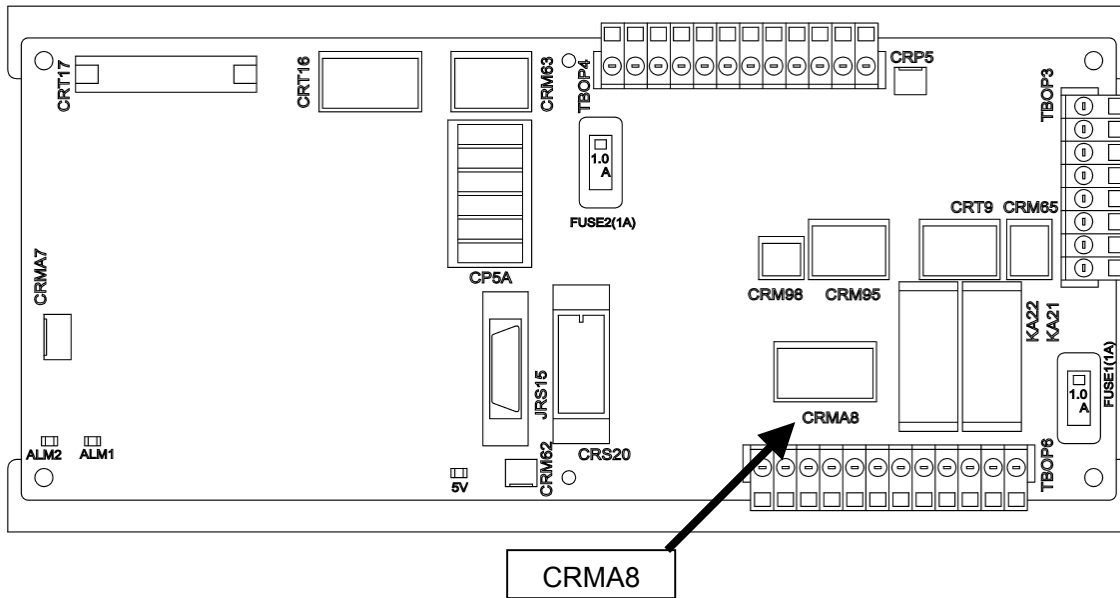 CRT17
CRT16
CRM63
TBOP4
CRP5
TBOP3
1.0
A
FUSE2(1A)
CRT9
CRM65
CRMA7
CP5A
CRM98
CRM95
KA22
KA21
JRS15
1.0
A
FUSE1(1A)
CRMA8
ALM2
ALM1
CRS20
CRM62
TBOP6
5V
CRMA8